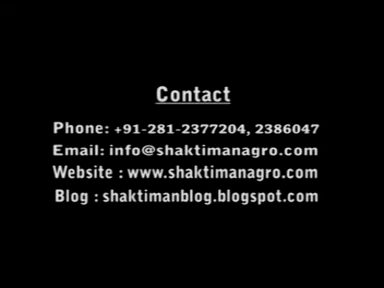 Contact
Phone: +91-281-2377204, 2386047
Email: info@shaktimanagro.com
Website : www.shaktimanagro.com
Blog : shaktimanblog.blogspot.com